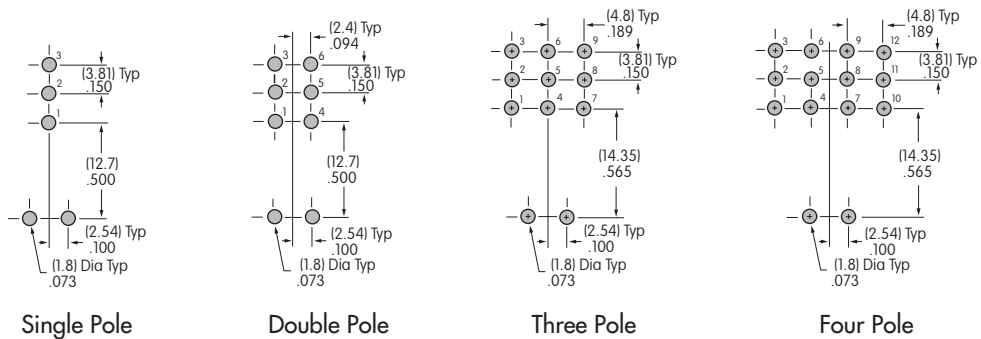 3
(3.81) Typ
.150
2
1
(12.7)
.500
(2.54) Typ
.100
(1.8) Dia Typ
.073
Single Pole
(2.4) Typ
.094
3
6
(3.81) Typ
.150
2
5
1
4
(12.7)
.500
(2.54) Typ
.100
(1.8) Dia Typ
.073
Double Pole
(4.8) Typ
.189
3
6
9
(3.81) Typ
.150
2
5
8
1
4
7
(14.35)
.565
(2.54) Typ
.100
(1.8) Dia Typ
.073
Three Pole
(4.8) Typ
.189
3
6
9
12
(3.81) Typ
.150
2
5
8
11
1
4
7
10
(14.35)
.565
(2.54) Typ
.100
(1.8) Dia Typ
.073
Four Pole